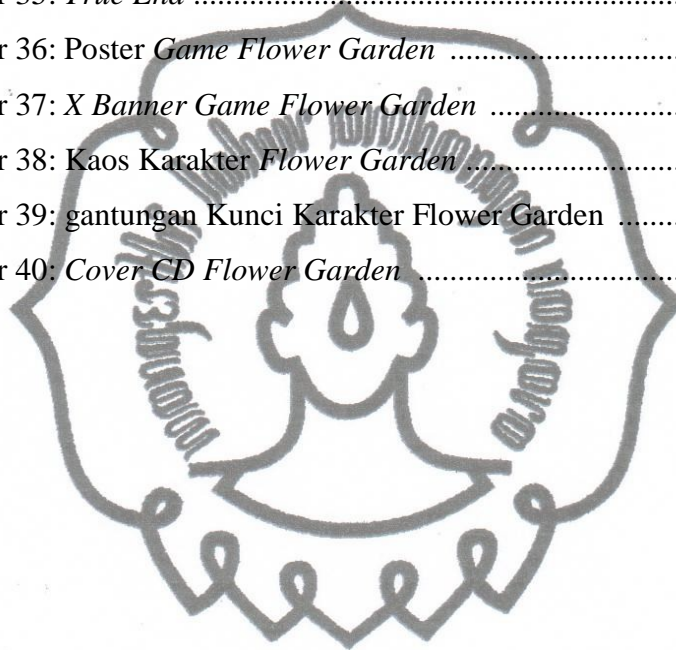 r 35: True End ........................................................
r 36: Poster Game Flower Garden ....................................
r 37: X Banner Game Flower Garden ..............................
r 38: Kaos Karakter Flower Garden .................................
r 39: gantungan Kunci Karakter Flower Garden ........
r 40: Cover CD Flower Garden .........................................